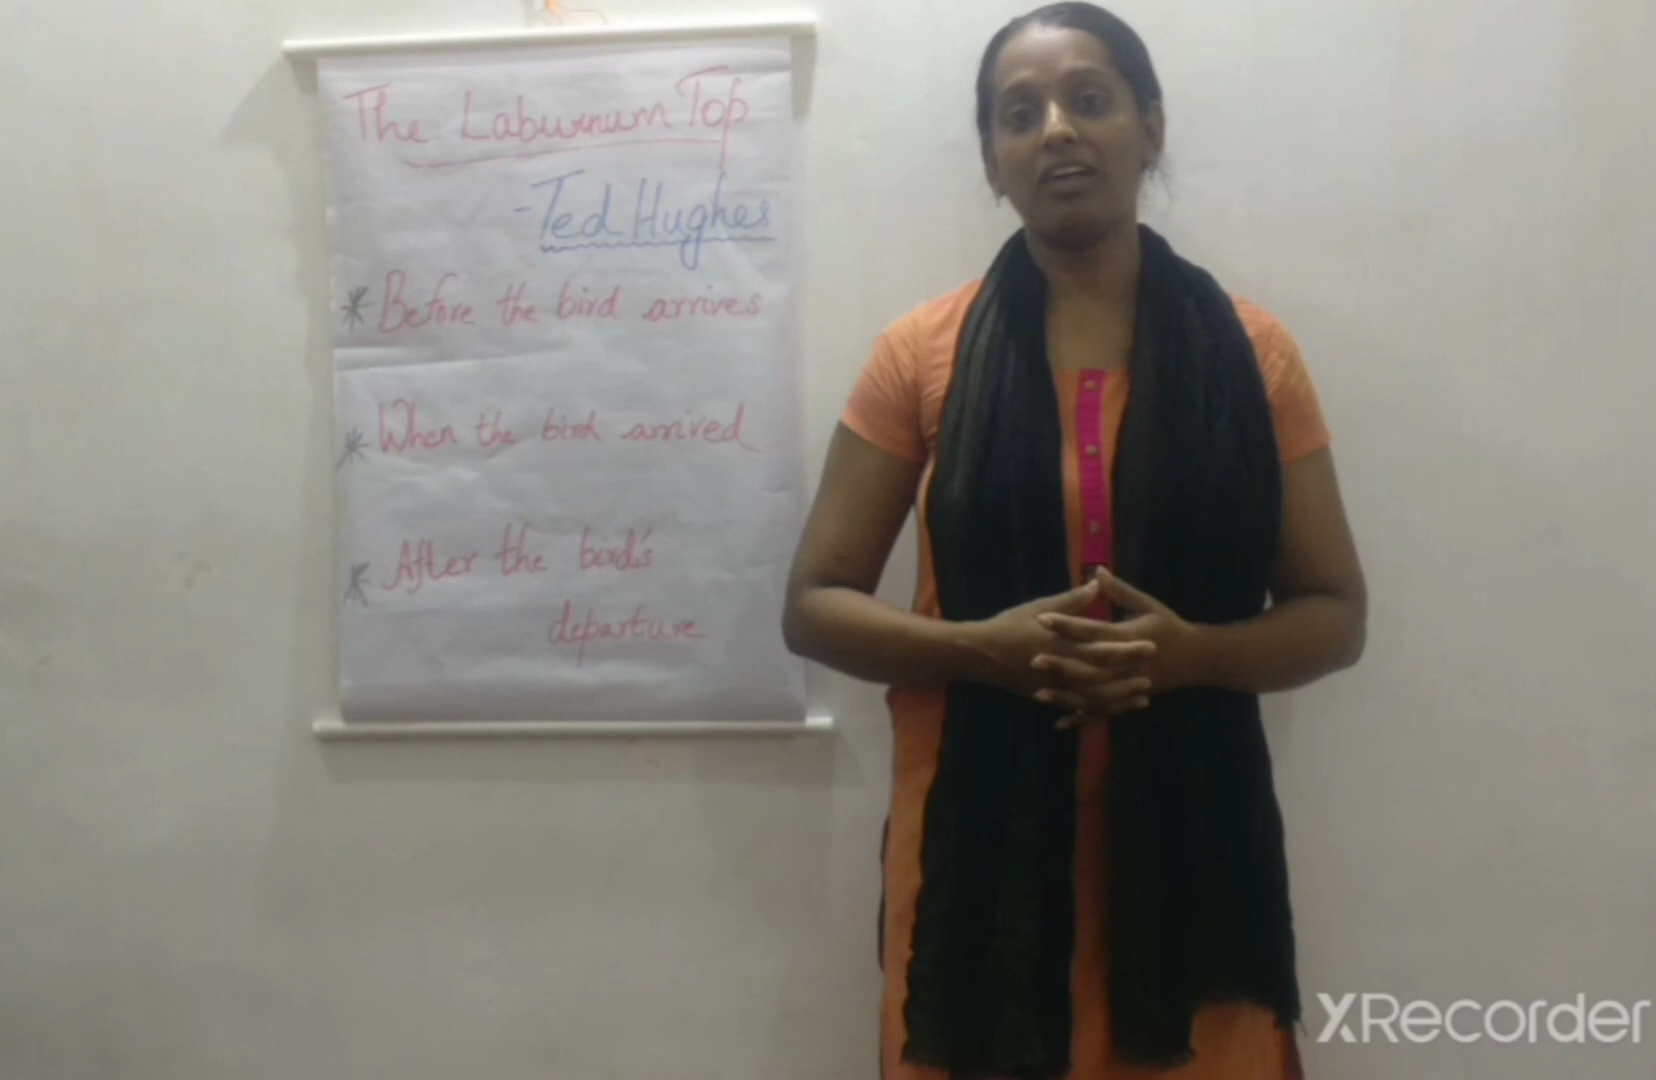 The Laburnum Top
-Ted Hughes
* Before the bird arrives
* When the bird arrived
* After the bird's
departure
XRecorder